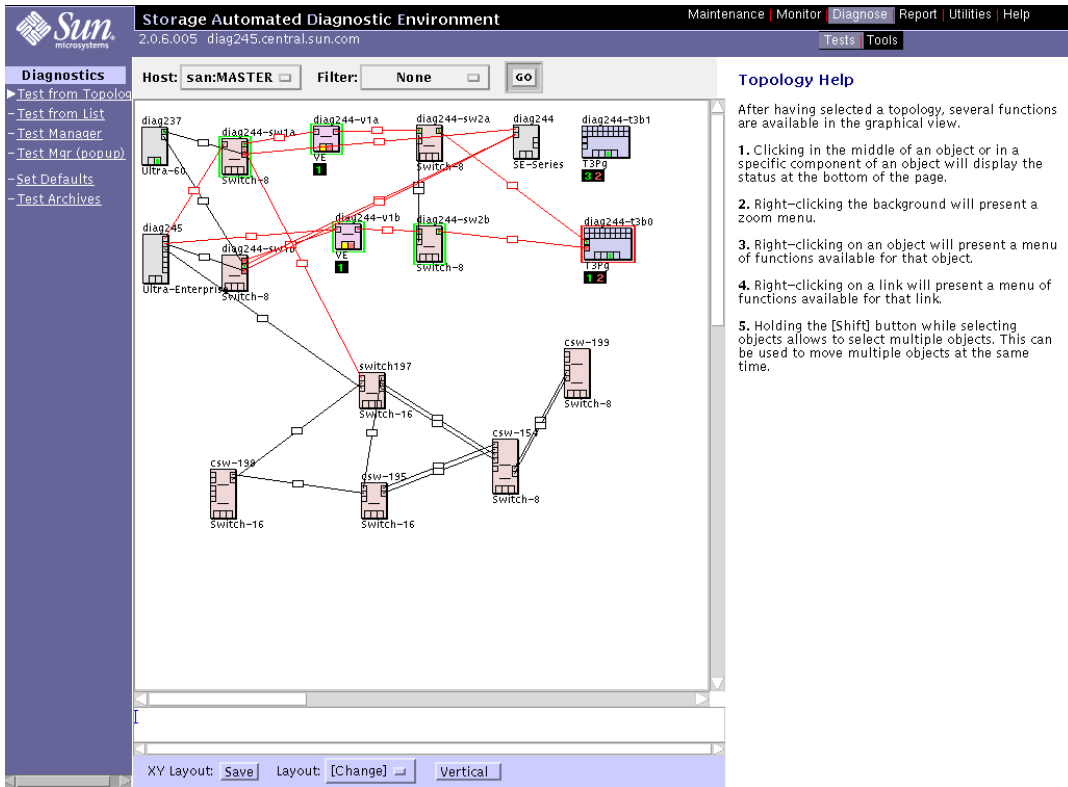 Sun
microsystems
Storage Automated Diagnostic Environment
Maintenance | Monitor | Diagnose | Report | Utilities | Help
2.0.6.005 diag245.central.sun.com
Tests | Tools
Diagnostics
Test from Topolog
Test from List
Test Manager
Test Mgr (popup)
Set Defaults
Test Archives
Host: san:MASTER Filter: None GO
diag237
Ultra-60
diag244-sw1a
Switch-8
diag244-v1a
VE
1
diag244-sw2a
Switch-8
diag244
SE-Series
diag244-t3b1
T3Pg
3 2
diag245
Ultra-Enterpris
diag244-sw1b
Switch-8
diag244-v1b
VE
1
diag244-sw2b
Switch-8
diag244-t3b0
T3Pg
1 2
switch197
Switch-16
csw-199
Switch-8
csw-198
Switch-16
csw-195
Switch-16
csw-154
Switch-8
XY Layout: Save Layout: [Change] Vertical
Topology Help
After having selected a topology, several functions
are available in the graphical view.
1. Clicking in the middle of an object or in a
specific component of an object will display the
status at the bottom of the page.
2. Right-clicking the background will present a
zoom menu.
3. Right-clicking on an object will present a menu
of functions available for that object.
4. Right-clicking on a link will present a menu of
functions available for that link.
5. Holding the [Shift] button while selecting
objects allows to select multiple objects. This can
be used to move multiple objects at the same
time.